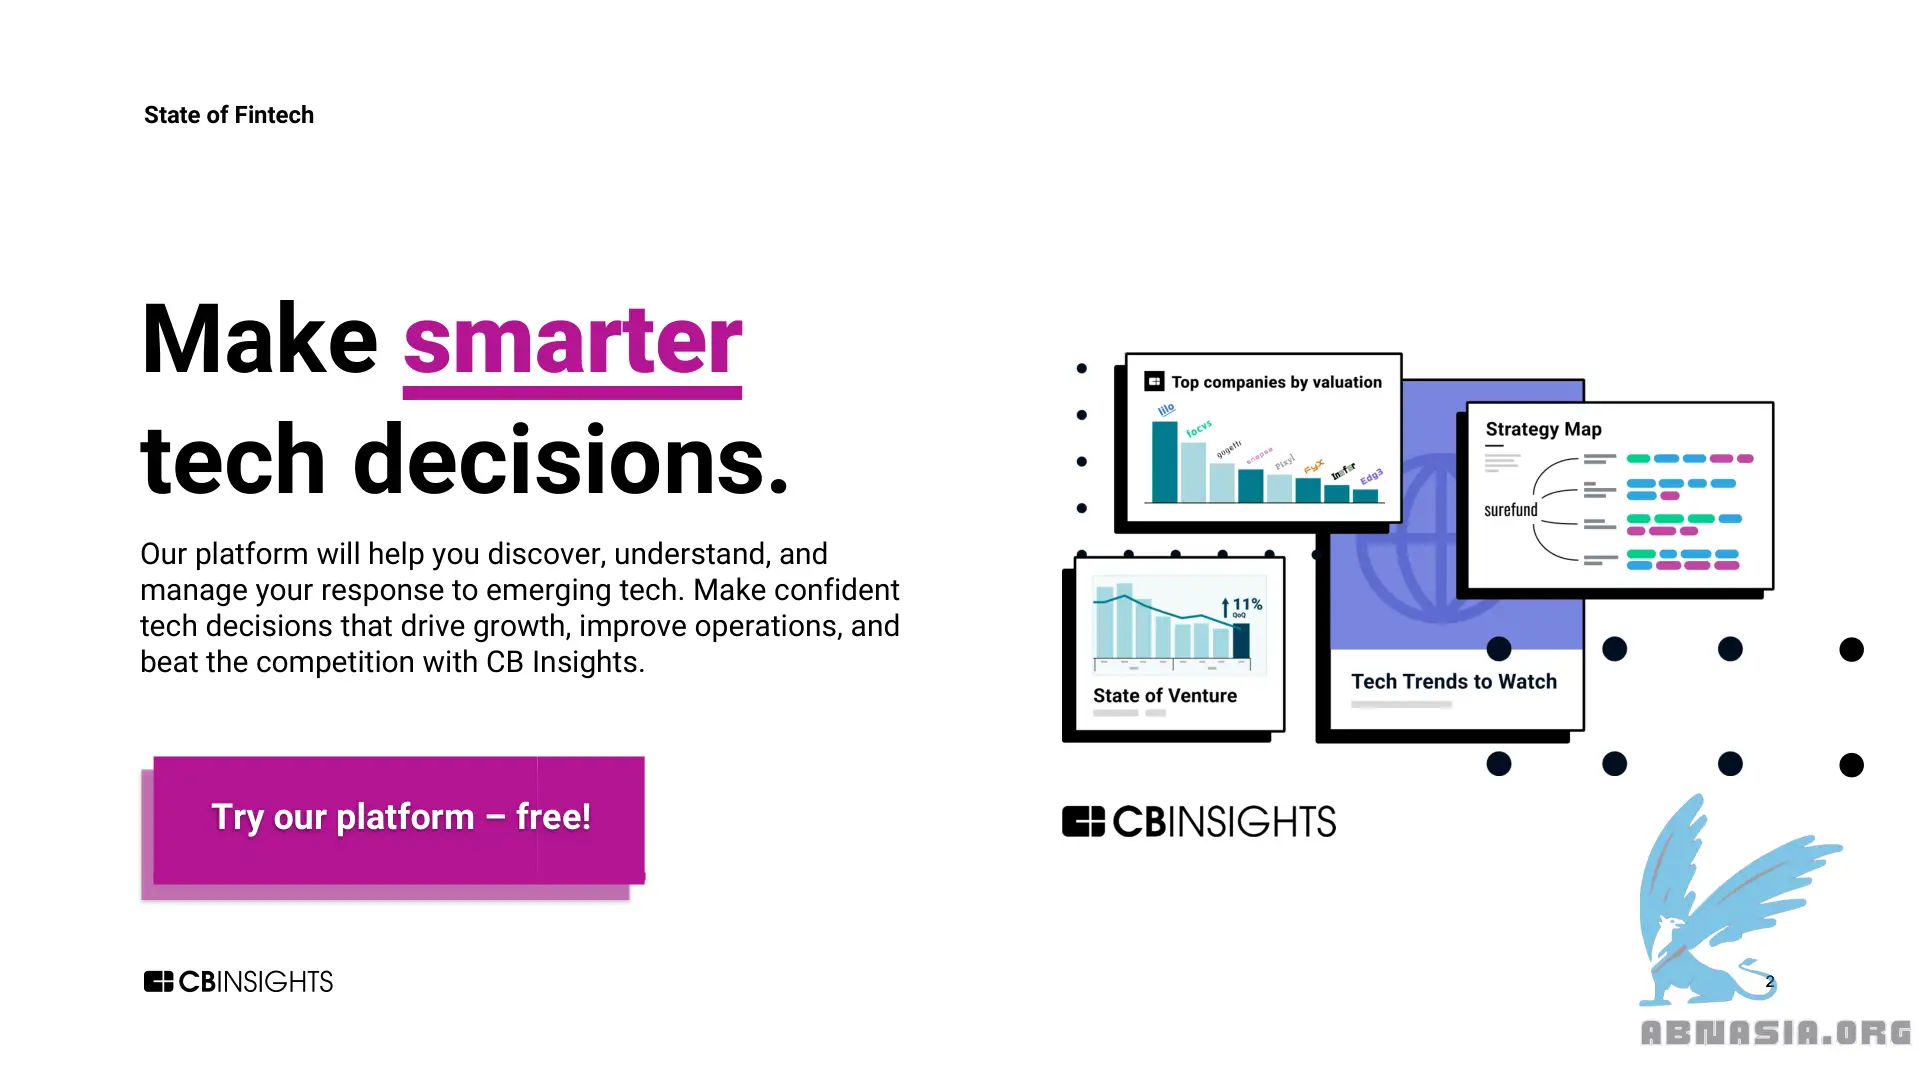 State of Fintech
Make smarter
tech decisions.
Our platform will help you discover, understand, and
manage your response to emerging tech. Make confident
tech decisions that drive growth, improve operations, and
beat the competition with CB Insights.
Try our platform – free!
CBINSIGHTS
Top companies by valuation
lilo
focvs
gogettr
snapee
Pixyl
FyX
Edg3
Strategy Map
surefund
11%
QoQ
State of Venture
Tech Trends to Watch
CBINSIGHTS
2
ABNASIA.ORG